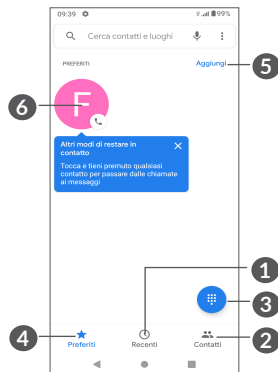 09:39
99%
Cerca contatti e luoghi
PREFERITI
Aggiungi
5
6
F
Altri modi di restare in
contatto
Tocca e tieni premuto qualsiasi
contatto per passare dalle chiamate
ai messaggi
1
3
4
Preferiti
Recenti
Contatti
2